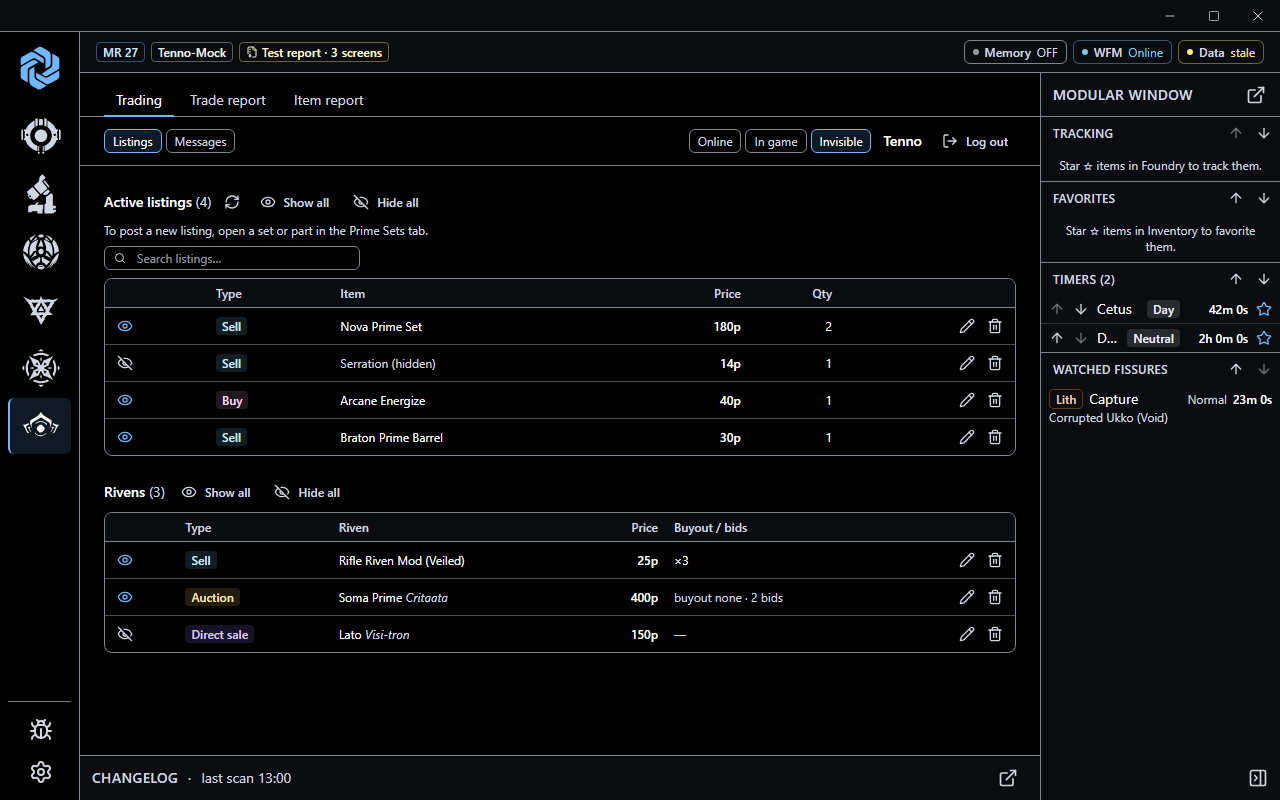 MR 27 Tenno-Mock Test report · 3 screens Memory OFF WFM Online Data stale
Trading Trade report Item report
Listings Messages Online In game Invisible Tenno Log out
Active listings (4) Show all Hide all
To post a new listing, open a set or part in the Prime Sets tab.
Search listings...
Type Item Price Qty
Sell Nova Prime Set 180p 2
Sell Serration (hidden) 14p 1
Buy Arcane Energize 40p 1
Sell Braton Prime Barrel 30p 1
Rivens (3) Show all Hide all
Type Riven Price Buyout / bids
Sell Rifle Riven Mod (Veiled) 25p ×3
Auction Soma Prime Critaata 400p buyout none · 2 bids
Direct sale Lato Visi-tron 150p —
CHANGELOG · last scan 13:00
MODULAR WINDOW
TRACKING
Star ☆ items in Foundry to track them.
FAVORITES
Star ☆ items in Inventory to favorite
them.
TIMERS (2)
Cetus Day 42m 0s
D... Neutral 2h 0m 0s
WATCHED FISSURES
Lith Capture Normal 23m 0s
Corrupted Ukko (Void)